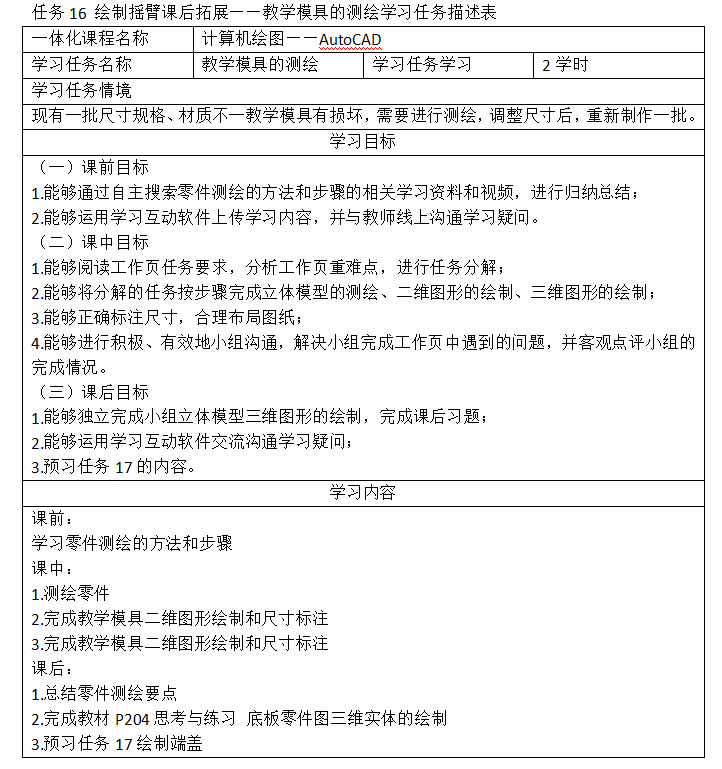 任务 16 绘制摇臂课后拓展——教学模具的测绘学习任务描述表
一体化课程名称 计算机绘图——AutoCAD
学习任务名称 教学模具的测绘 学习任务学习 2 学时
学习任务情境
现有一批尺寸规格、材质不一教学模具有损坏，需要进行测绘，调整尺寸后，重新制作一批。
学习目标
（一）课前目标
1.能够通过自主搜索零件测绘的方法和步骤的相关学习资料和视频，进行归纳总结；
2.能够运用学习互动软件上传学习内容，并与教师线上沟通学习疑问。
（二）课中目标
1.能够阅读工作页任务要求，分析工作页重难点，进行任务分解；
2.能够将分解的任务按步骤完成立体模型的测绘、二维图形的绘制、三维图形的绘制；
3.能够正确标注尺寸，合理布局图纸；
4.能够进行积极、有效地小组沟通，解决小组完成工作页中遇到的问题，并客观点评小组的
完成情况。
（三）课后目标
1.能够独立完成小组立体模型三维图形的绘制，完成课后习题；
2.能够运用学习互动软件交流沟通学习疑问；
3.预习任务 17 的内容。
学习内容
课前：
学习零件测绘的方法和步骤
课中：
1.测绘零件
2.完成教学模具二维图形绘制和尺寸标注
3.完成教学模具二维图形绘制和尺寸标注
课后：
1.总结零件测绘要点
2.完成教材 P204 思考与练习 底板零件图三维实体的绘制
3.预习任务 17 绘制端盖